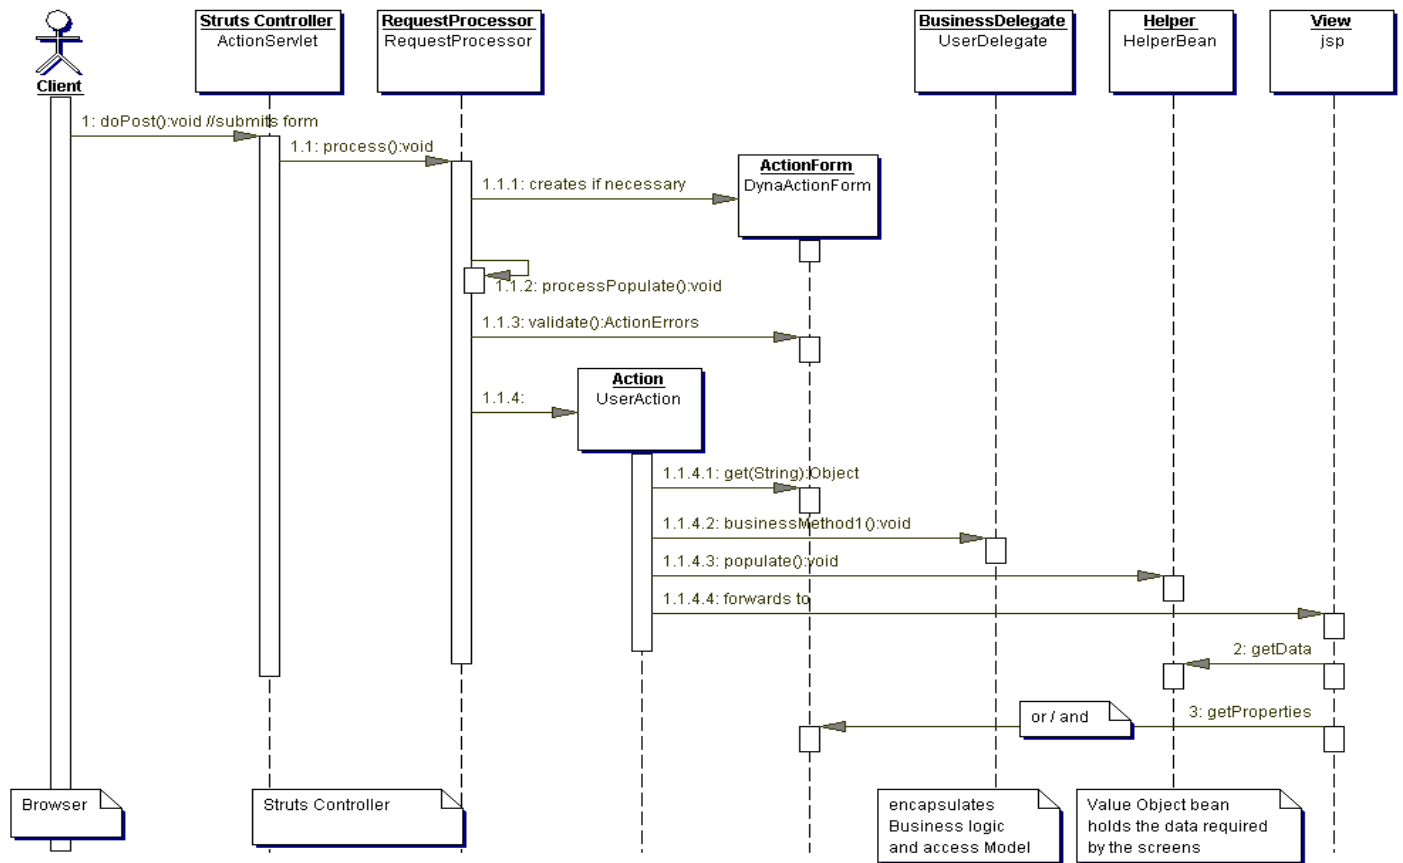 Client
Struts Controller
ActionServlet
RequestProcessor
RequestProcessor
BusinessDelegate
UserDelegate
Helper
HelperBean
View
jsp
1: doPost():void //submits form
1.1: process():void
ActionForm
DynaActionForm
1.1.1: creates if necessary
1.1.2: processPopulate():void
1.1.3: validate():ActionErrors
Action
UserAction
1.1.4:
1.1.4.1: get(String):Object
1.1.4.2: businessMethod1():void
1.1.4.3: populate():void
1.1.4.4: forwards to
2: getData
or / and
3: getProperties
Browser
Struts Controller
encapsulates
Business logic
and access Model
Value Object bean
holds the data required
by the screens